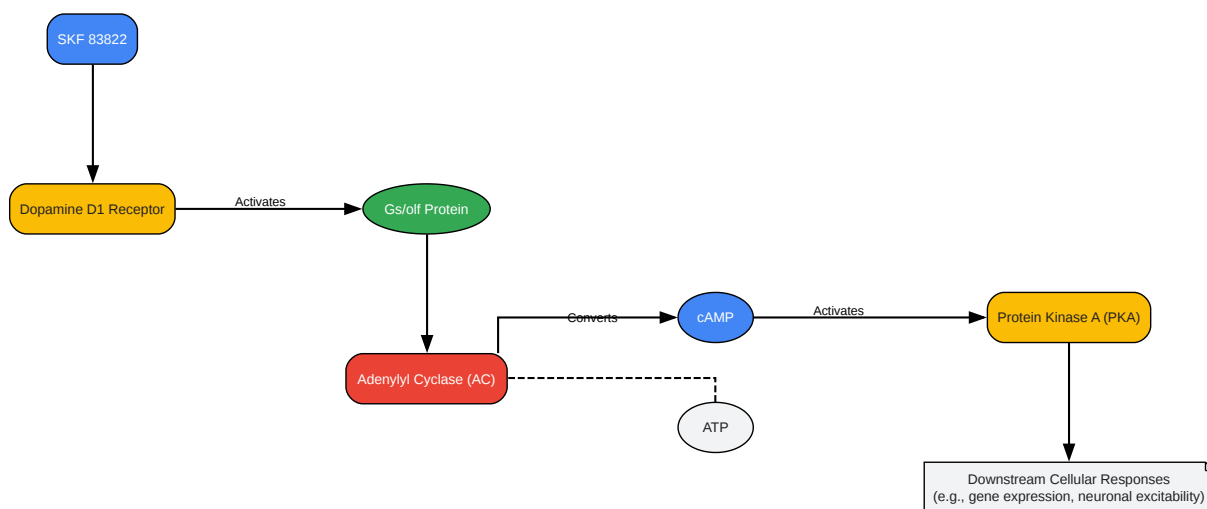 SKF 83822
Dopamine D1 Receptor
Activates
Gs/olf Protein
Converts
cAMP
Activates
Protein Kinase A (PKA)
Adenylyl Cyclase (AC)
ATP
Downstream Cellular Responses
(e.g., gene expression, neuronal excitability)